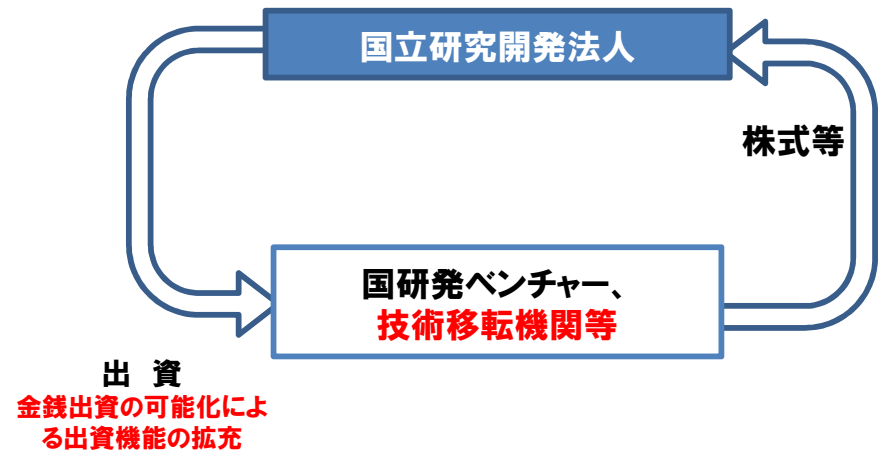 国立研究開発法人
株式等
国研発ベンチャー、
技術移転機関等
出 資
金銭出資の可能化によ
る出資機能の拡充